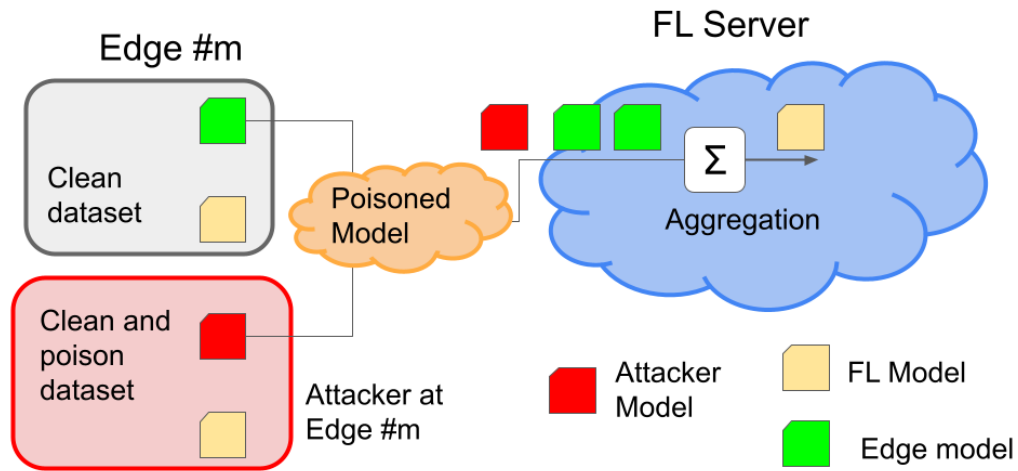 Edge #m
FL Server
Clean
dataset
Poisoned
Model
Σ
Aggregation
Clean and
poison
dataset
Attacker at
Edge #m
Attacker
Model
FL Model
Edge model